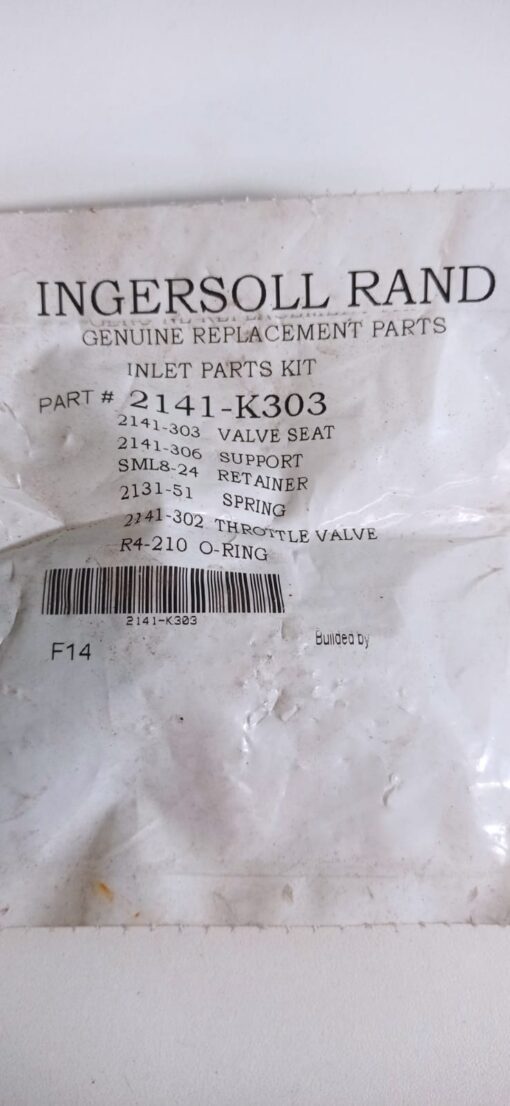 INGERSOLL RAND
GENUINE REPLACEMENT PARTS
INLET PARTS KIT
PART # 2141-K303
2141-303 VALVE SEAT
2141-306 SUPPORT
SML8-24 RETAINER
2131-51 SPRING
2141-302 THROTTLE VALVE
R4-210 O-RING
2141-K303
F14
Builded by